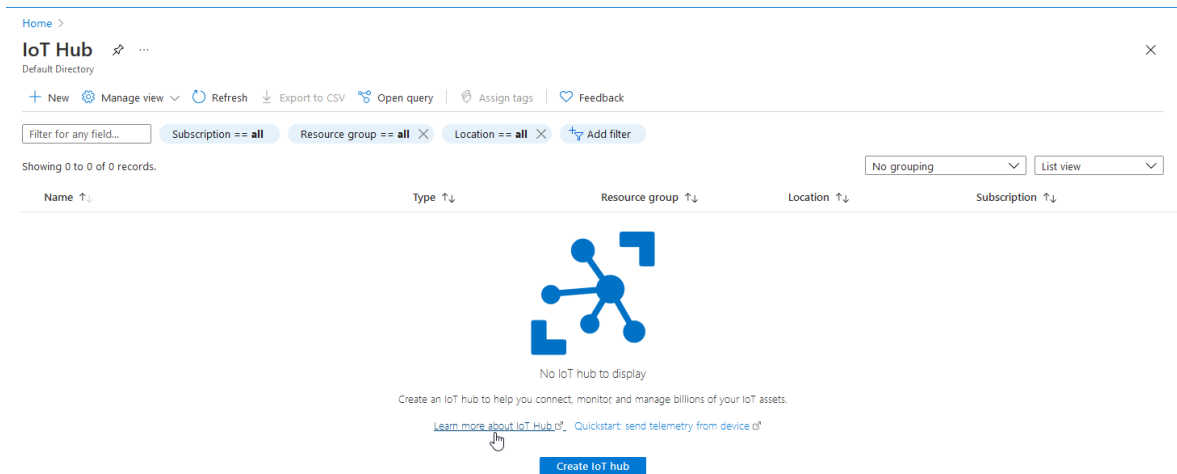 Home >
IoT Hub ...
Default Directory
+ New Manage view Refresh Export to CSV Open query Assign tags Feedback
Filter for any field... Subscription == all Resource group == all Location == all Add filter
Showing 0 to 0 of 0 records. No grouping List view
Name ↑↓ Type ↑↓ Resource group ↑↓ Location ↑↓ Subscription ↑↓
No IoT hub to display
Create an IoT hub to help you connect, monitor, and manage billions of your IoT assets.
Learn more about IoT Hub Quickstart: send telemetry from device
Create IoT hub